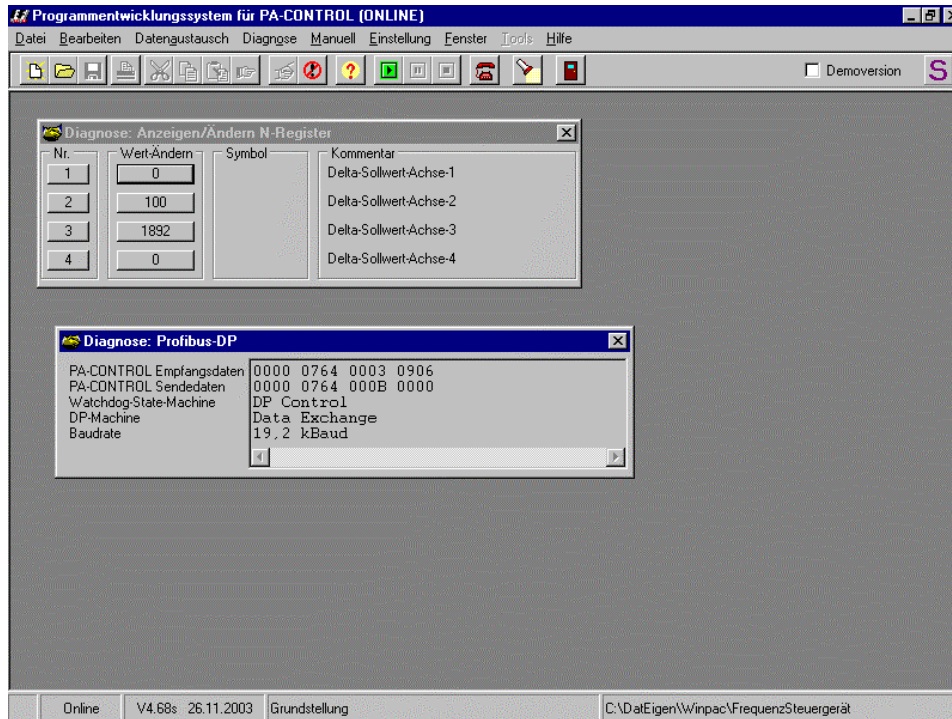 Programmentwicklungssystem für PA-CONTROL (ONLINE)
Datei Bearbeiten Datenaustausch Diagnose Manuell Einstellung Fenster Tools Hilfe
Demoversion S
Diagnose: Anzeigen/Ändern N-Register
Nr. Wert-Ändern Symbol Kommentar
1 0 Delta-Sollwert-Achse-1
2 100 Delta-Sollwert-Achse-2
3 1892 Delta-Sollwert-Achse-3
4 0 Delta-Sollwert-Achse-4
Diagnose: Profibus-DP
PA-CONTROL Empfangsdaten 0000 0764 0003 0906
PA-CONTROL Sendedaten 0000 0764 000B 0000
Watchdog-State-Machine DP Control
DP-Machine Data Exchange
Baudrate 19,2 kBaud
Online V4.68s 26.11.2003 Grundstellung C:\DatEigen\Winpac\FrequenzSteuergerät